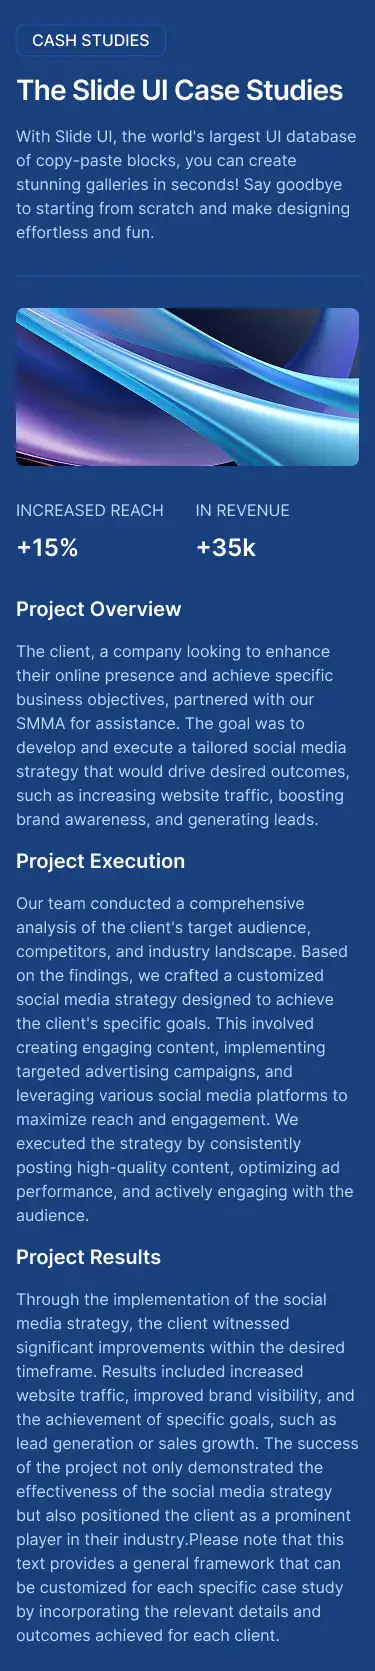 CASH STUDIES
The Slide UI Case Studies
With Slide UI, the world's largest UI database
of copy-paste blocks, you can create
stunning galleries in seconds! Say goodbye
to starting from scratch and make designing
effortless and fun.
INCREASED REACH IN REVENUE
+15% +35k
Project Overview
The client, a company looking to enhance
their online presence and achieve specific
business objectives, partnered with our
SMMA for assistance. The goal was to
develop and execute a tailored social media
strategy that would drive desired outcomes,
such as increasing website traffic, boosting
brand awareness, and generating leads.
Project Execution
Our team conducted a comprehensive
analysis of the client's target audience,
competitors, and industry landscape. Based
on the findings, we crafted a customized
social media strategy designed to achieve
the client's specific goals. This involved
creating engaging content, implementing
targeted advertising campaigns, and
leveraging various social media platforms to
maximize reach and engagement. We
executed the strategy by consistently
posting high-quality content, optimizing ad
performance, and actively engaging with the
audience.
Project Results
Through the implementation of the social
media strategy, the client witnessed
significant improvements within the desired
timeframe. Results included increased
website traffic, improved brand visibility, and
the achievement of specific goals, such as
lead generation or sales growth. The success
of the project not only demonstrated the
effectiveness of the social media strategy
but also positioned the client as a prominent
player in their industry.Please note that this
text provides a general framework that can
be customized for each specific case study
by incorporating the relevant details and
outcomes achieved for each client.